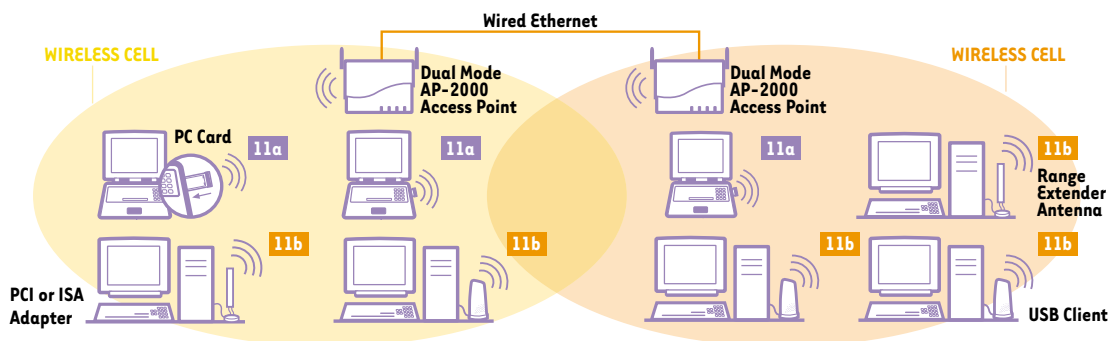 Wired Ethernet
WIRELESS CELL
WIRELESS CELL
Dual Mode
AP-2000
Access Point
Dual Mode
AP-2000
Access Point
PC Card
11a
11a
11a
11b
Range
Extender
Antenna
11b
11b
11b
11b
PCI or ISA
Adapter
USB Client